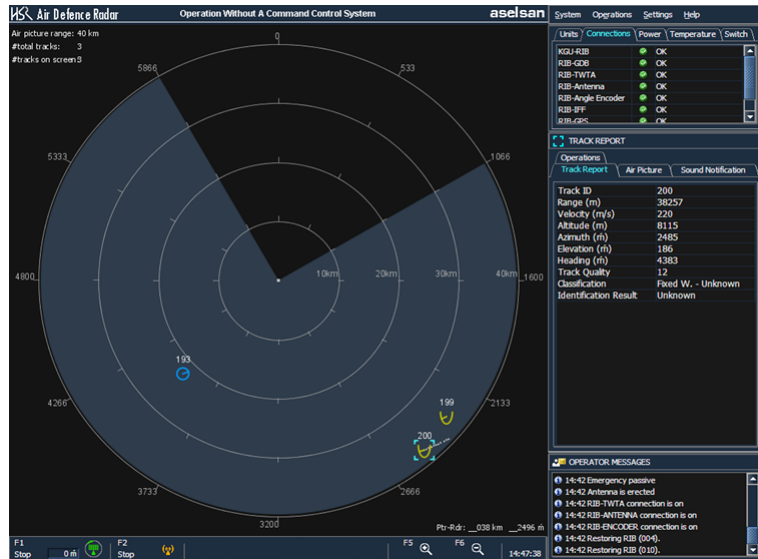 HSR Air Defence Radar
Operation Without A Command Control System
aselsan
System Operations Settings Help
Air picture range: 40 km
#total tracks: 3
#tracks on screen: 3
0
533
1066
1600
2133
2666
3200
3733
4266
4800
5333
5866
10km
20km
30km
40km
193
199
200
Ptr-Rdr: __038 km __2496 ṁ
Units Connections Power Temperature Switch
KGU-RIB OK
RIB-GDB OK
RIB-TWTA OK
RIB-Antenna OK
RIB-Angle Encoder OK
RIB-IFF OK
RIB-GPS OK
TRACK REPORT
Operations
Track Report Air Picture Sound Notification
Track ID 200
Range (m) 38257
Velocity (m/s) 220
Altitude (m) 8115
Azimuth (ṁ) 2485
Elevation (ṁ) 186
Heading (ṁ) 4383
Track Quality 12
Classification Fixed W. - Unknown
Identification Result Unknown
OPERATOR MESSAGES
14:42 Emergency passive
14:42 Antenna is erected
14:42 RIB-TWTA connection is on
14:42 RIB-ANTENNA connection is on
14:42 RIB-ENCODER connection is on
14:42 Restoring RIB (004).
14:42 Restoring RIB (010).
F1
Stop
0 ṁ
F2
Stop
F5
F6
14:47:38